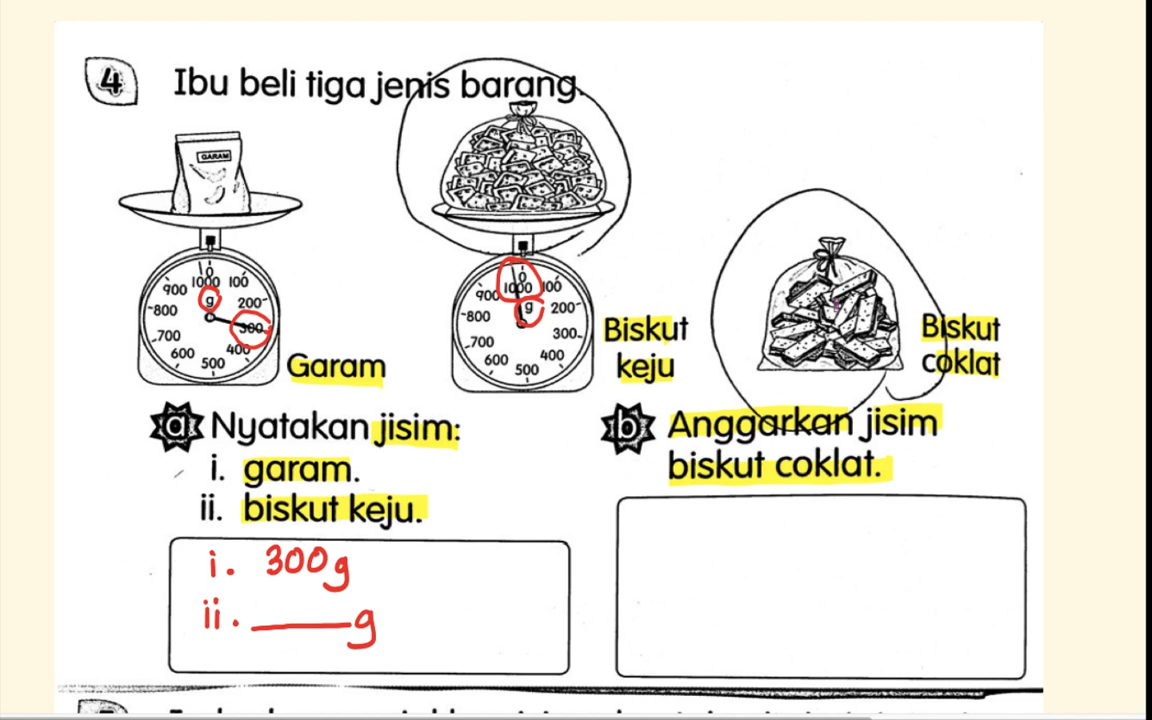 4 Ibu beli tiga jenis barang.
GARAM
0
1000 100
900 g 200
800 300
700 400
600 500
Garam
0
1000 100
900 g 200
800 300
700 400
600 500
Biskut
keju
Biskut
coklat
a Nyatakan jisim:
i. garam.
ii. biskut keju.
i. 300g
ii. ____g
b Anggarkan jisim
biskut coklat.